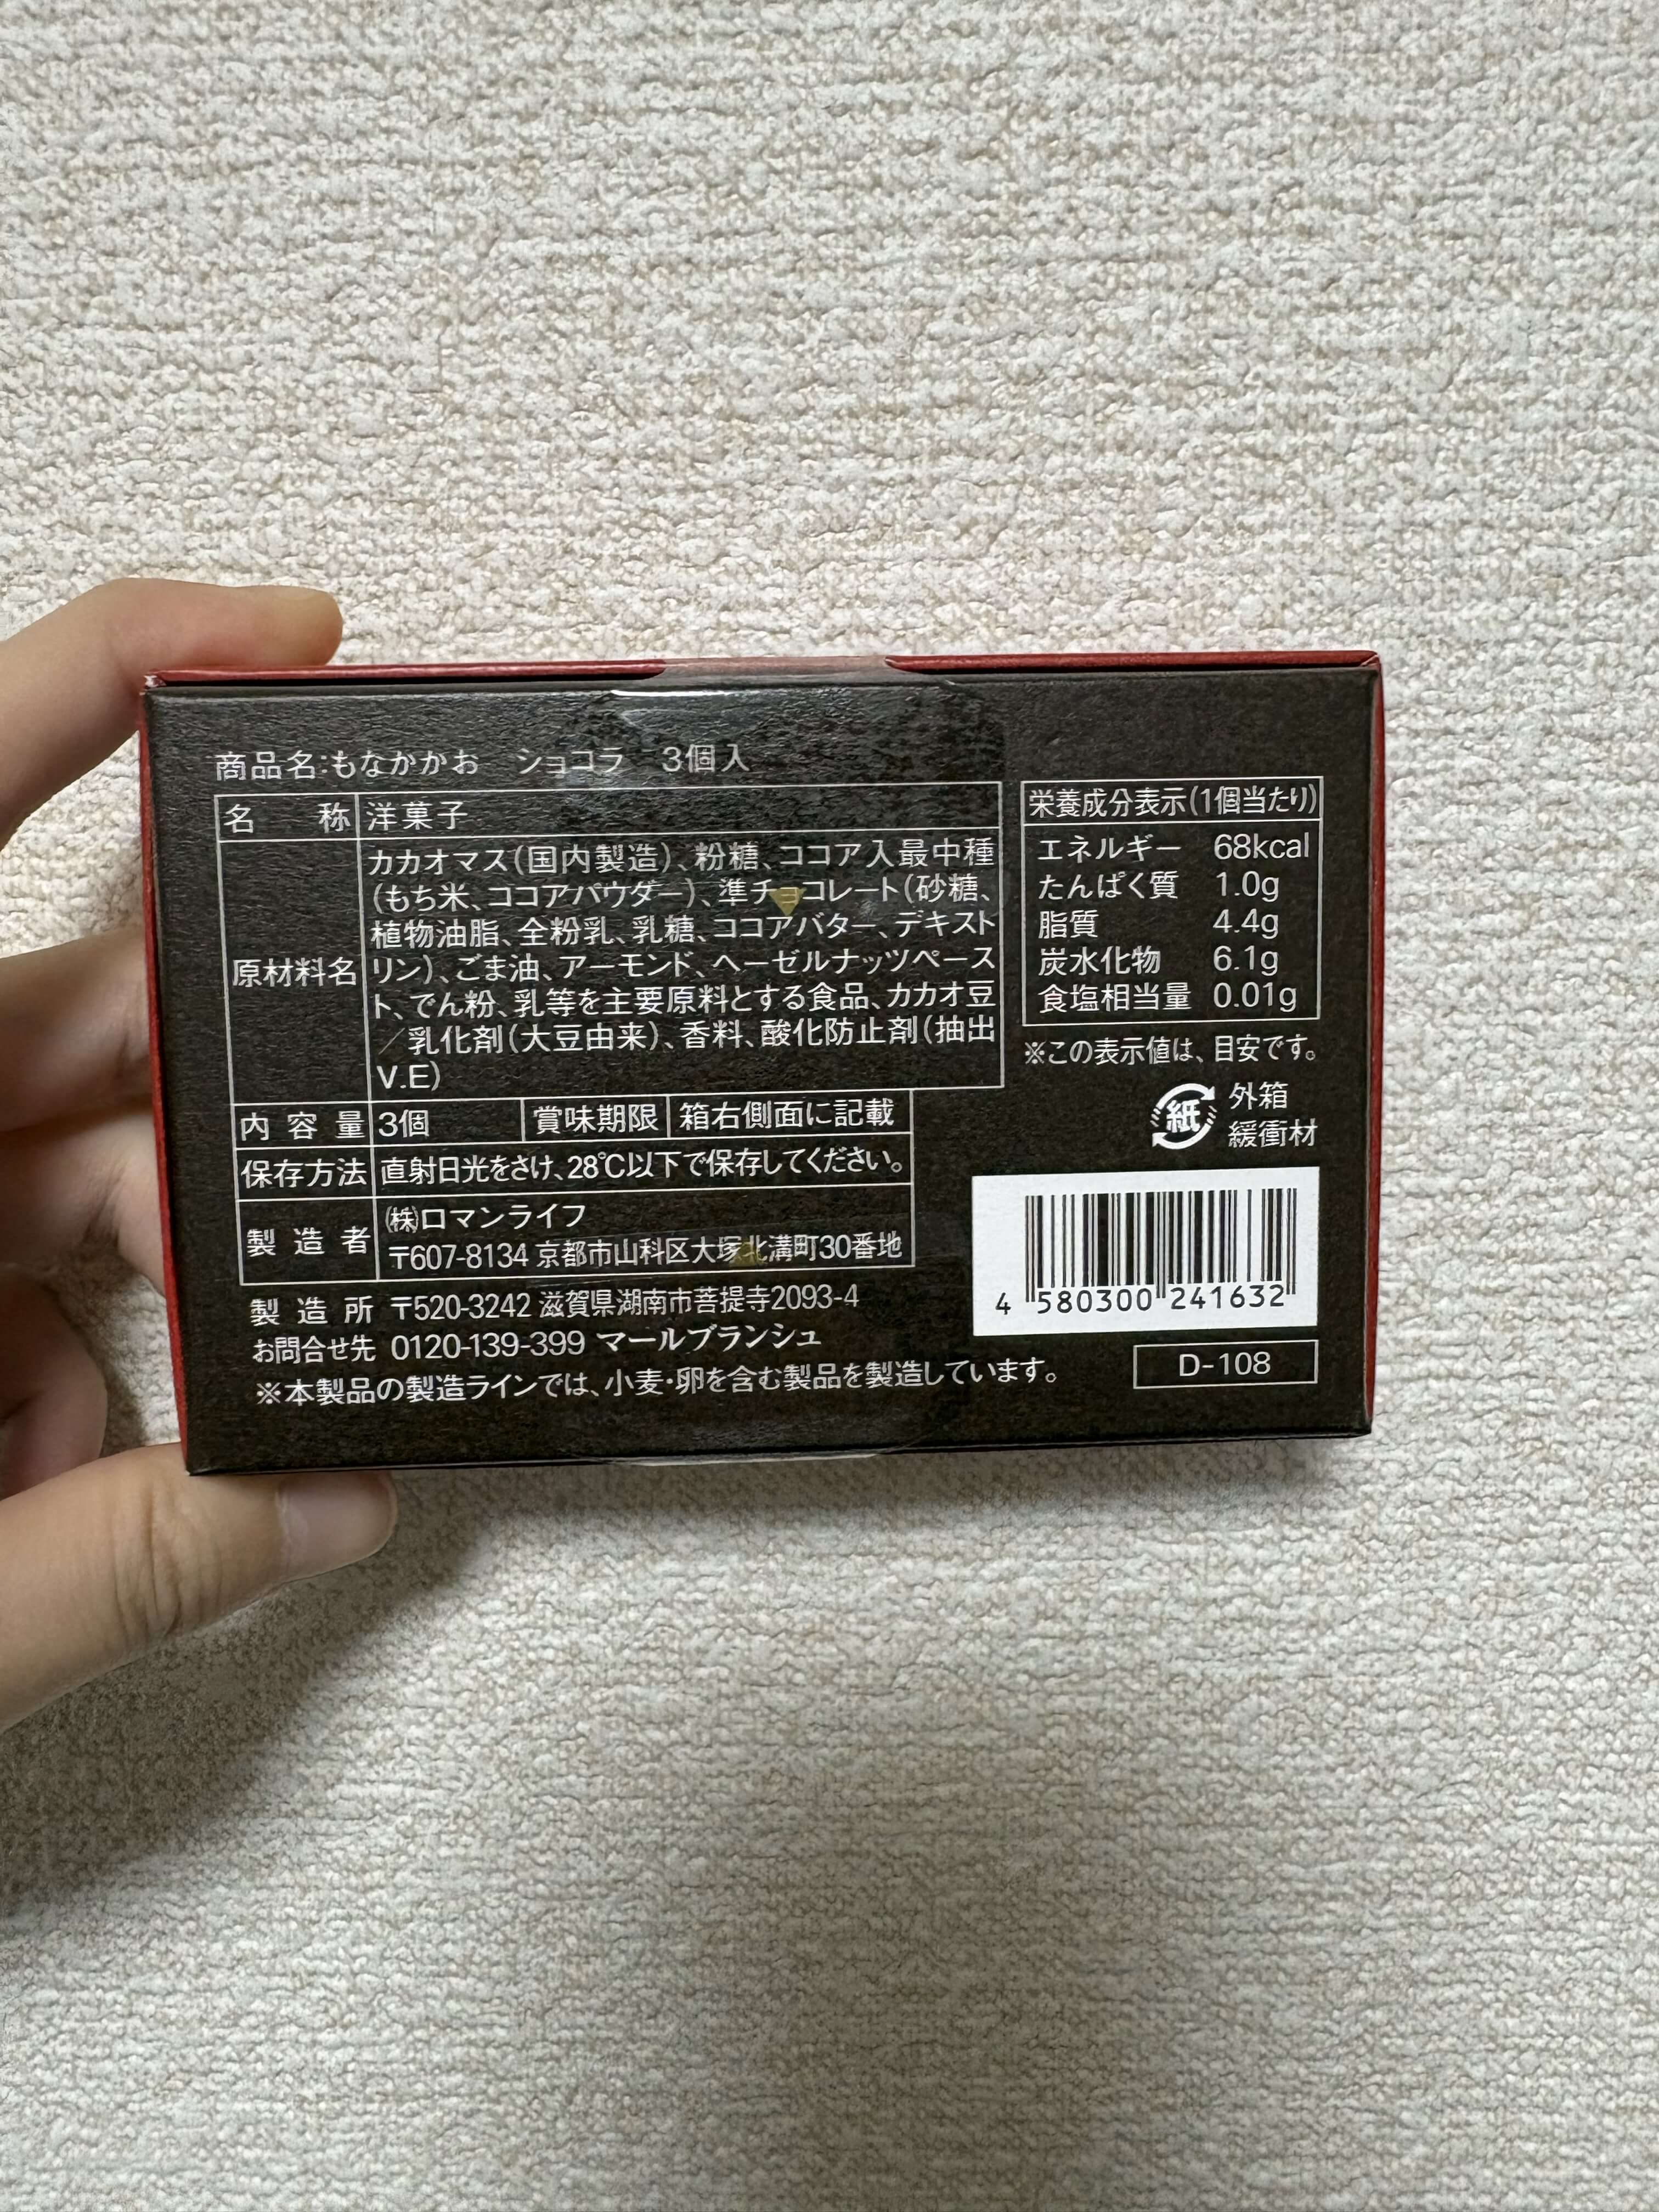 商品名:もなかかお ショコラ 3個入
名 称 洋菓子
原材料名
カカオマス(国内製造)、粉糖、ココア入最中種
(もち米、ココアパウダー)、準チョコレート(砂糖、
植物油脂、全粉乳、乳糖、ココアバター、デキスト
リン)、ごま油、アーモンド、ヘーゼルナッツペース
ト、でん粉、乳等を主要原料とする食品、カカオ豆
/乳化剤(大豆由来)、香料、酸化防止剤(抽出
V.E)
内容量 3個 賞味期限 箱右側面に記載
保存方法 直射日光をさけ、28℃以下で保存してください。
製造者
㈱ロマンライフ
〒607-8134 京都市山科区大塚北溝町30番地
製造所 〒520-3242 滋賀県湖南市菩提寺2093-4
お問合せ先 0120-139-399 マールブランシュ
※本製品の製造ラインでは、小麦・卵を含む製品を製造しています。
栄養成分表示(1個当たり)
エネルギー 68kcal
たんぱく質 1.0g
脂質 4.4g
炭水化物 6.1g
食塩相当量 0.01g
※この表示値は、目安です。
紙
外箱
緩衝材
4 580300 241632
D-108